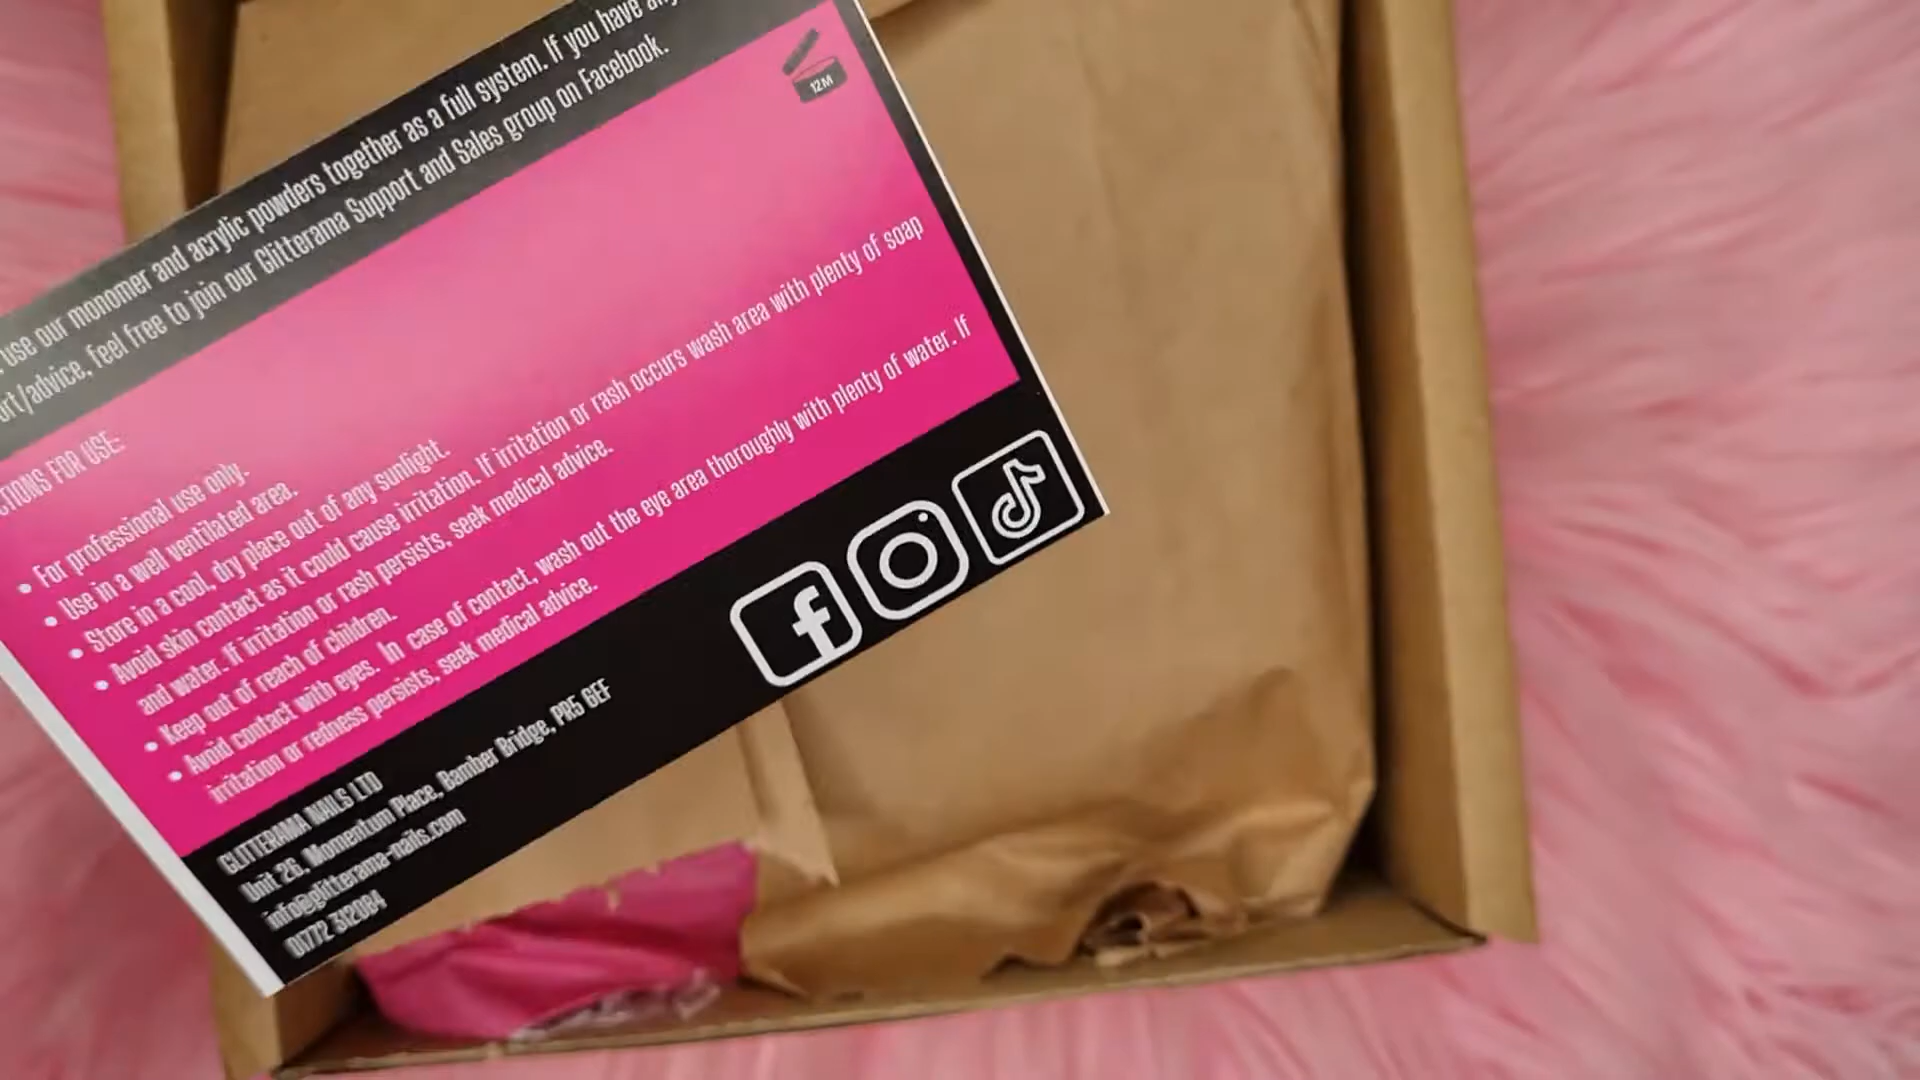 use our monomer and acrylic powders together as a full system. If you have any
ort/advice, feel free to join our Glitterama Support and Sales group on Facebook.
12M
CTIONS FOR USE:
• For professional use only.
• Use in a well ventilated area.
• Store in a cool, dry place out of any sunlight.
• Avoid skin contact as it could cause irritation. If irritation or rash occurs wash area with plenty of soap
and water. If irritation or rash persists, seek medical advice.
• Keep out of reach of children.
• Avoid contact with eyes. In case of contact, wash out the eye area thoroughly with plenty of water. If
irritation or redness persists, seek medical advice.
GLITTERAMA NAILS LTD
Unit 26, Momentum Place, Bamber Bridge, PR5 6EF
info@glitterama-nails.com
01772 312084